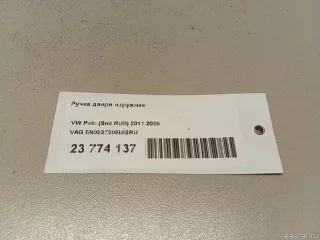 Ручка двери наружная
VW Polo (Sed RUS) 2011-2020
VAG 5N0837205MGRU
23 774 137